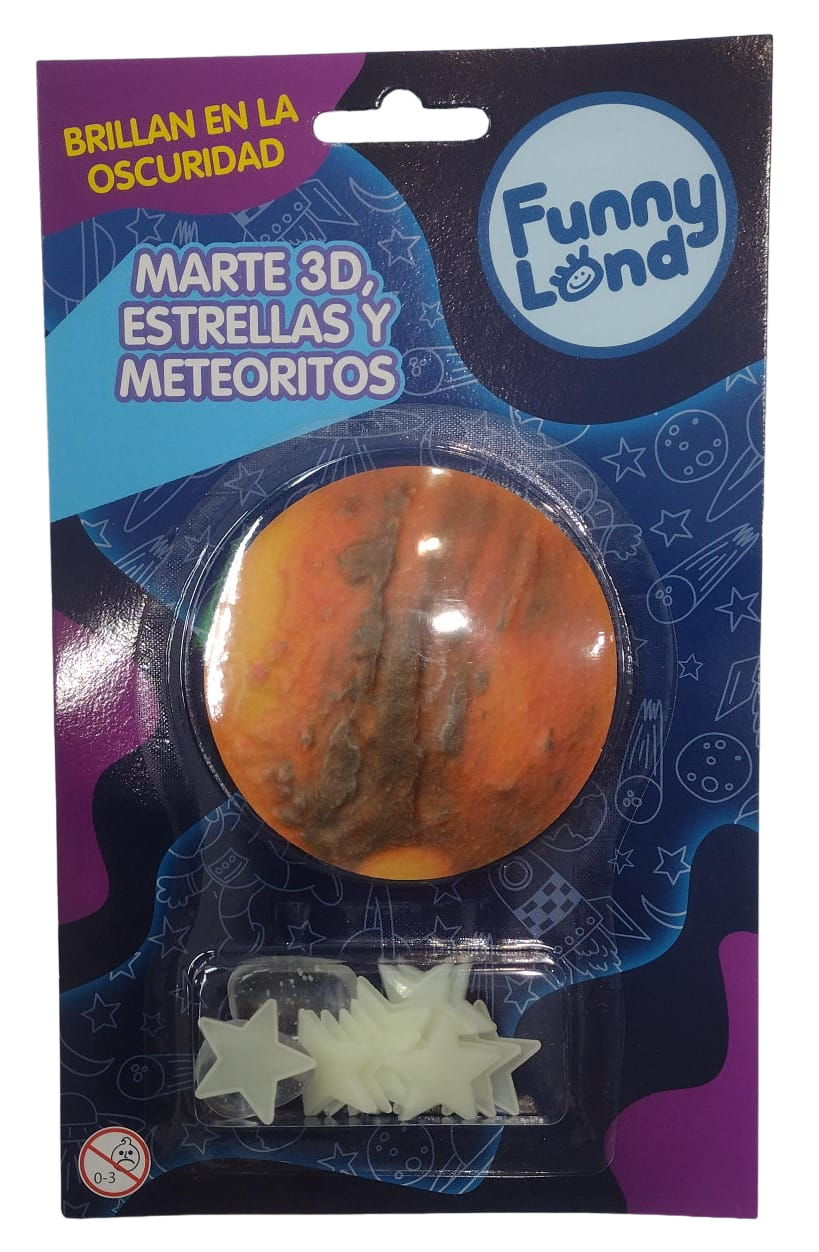 BRILLAN EN LA
OSCURIDAD
Funny
Land
MARTE 3D,
ESTRELLAS Y
METEORITOS
0-3